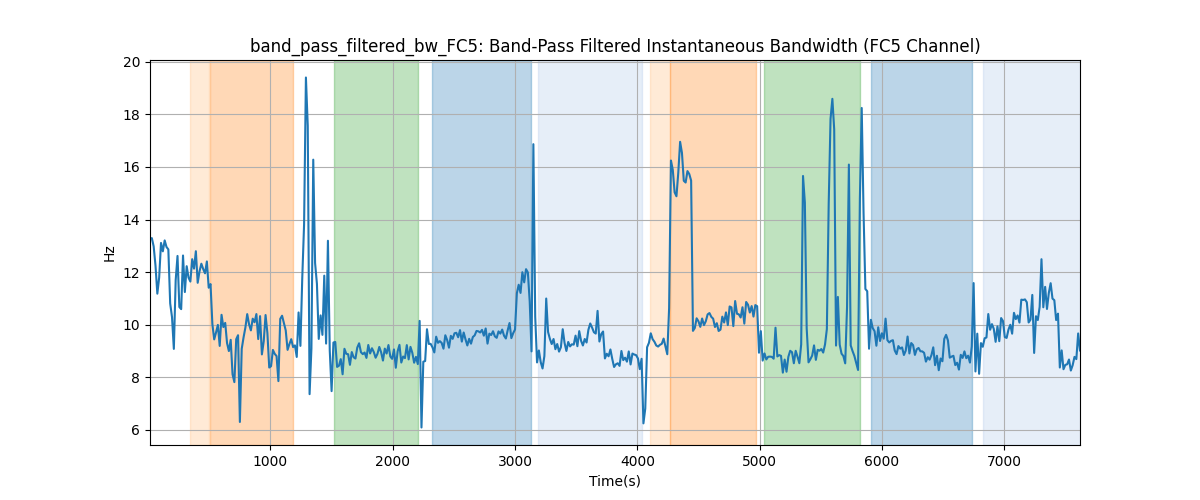 band_pass_filtered_bw_FC5: Band-Pass Filtered Instantaneous Bandwidth (FC5 Channel)
20
18
16
14
12
10
8
6
Hz
1000 2000 3000 4000 5000 6000 7000
Time(s)